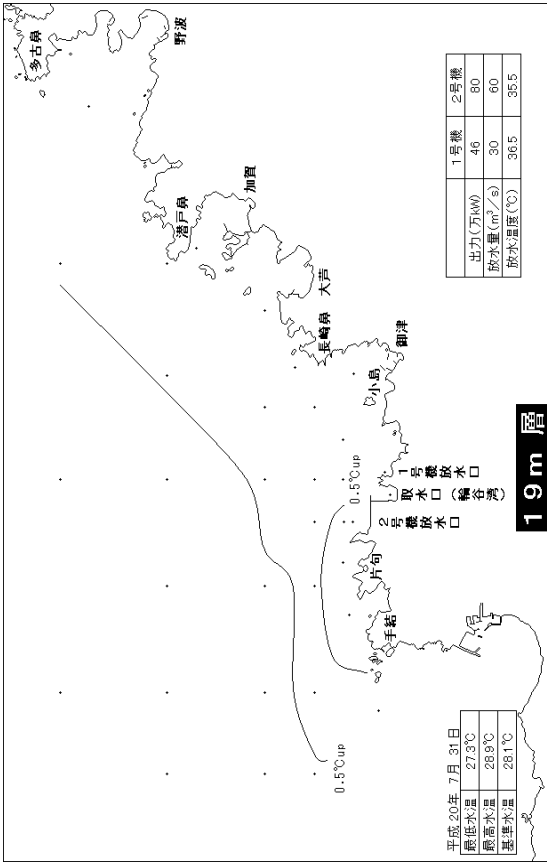 多古鼻
野波
潜戸鼻
加賀
大芦
長崎鼻
御津
小島
1号機放水口
取水口（輪谷湾）
2号機放水口
片句
手結
0.5℃up
0.5℃up
1号機 2号機
出力(万kW) 46 80
放水量(m³/s) 30 60
放水温度(℃) 36.5 35.5
19m 層
平成 20年 7月 31日
最低水温 27.3℃
最高水温 28.9℃
基準水温 28.1℃